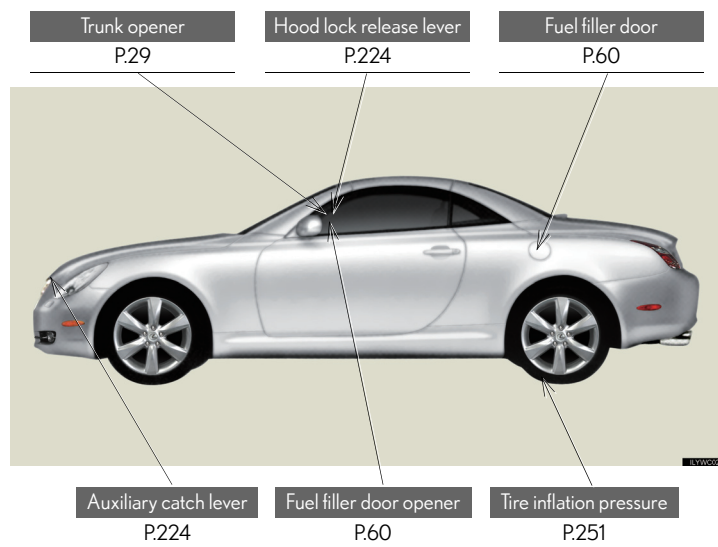 Trunk opener
P.29
Hood lock release lever
P.224
Fuel filler door
P.60
Auxiliary catch lever
P.224
Fuel filler door opener
P.60
Tire inflation pressure
P.251